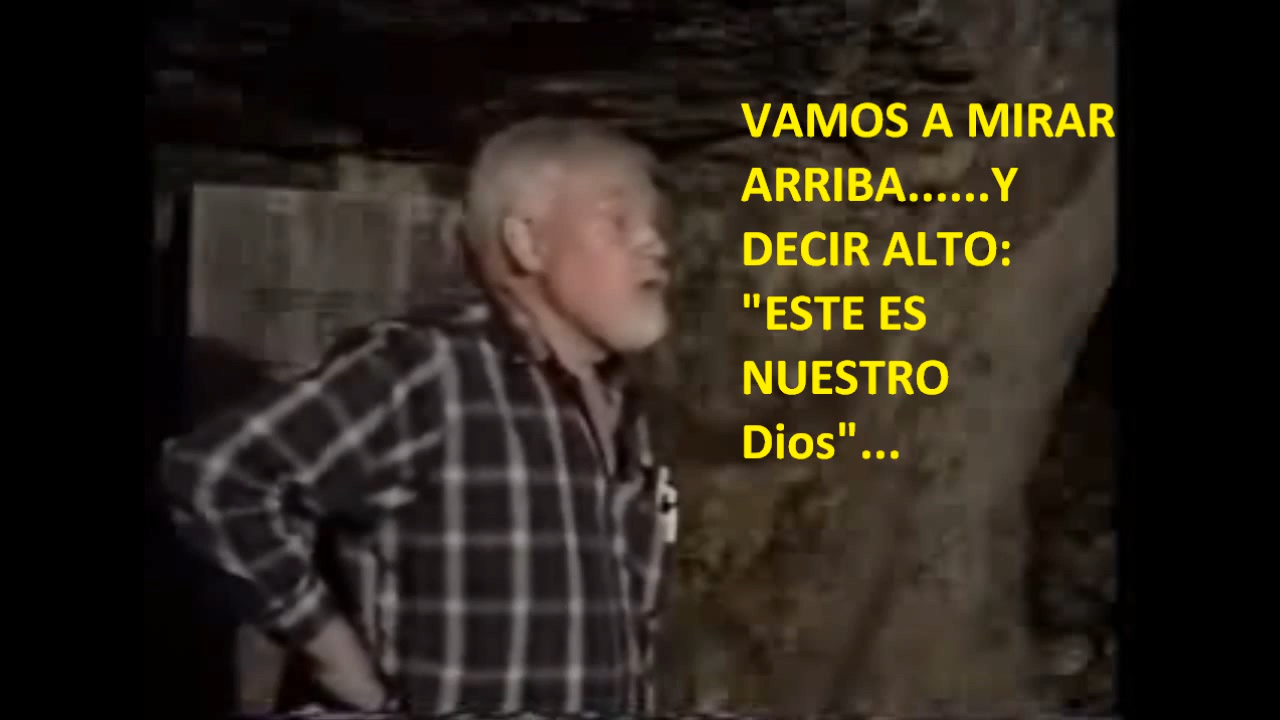 VAMOS A MIRAR
ARRIBA......Y
DECIR ALTO:
"ESTE ES
NUESTRO
Dios"...